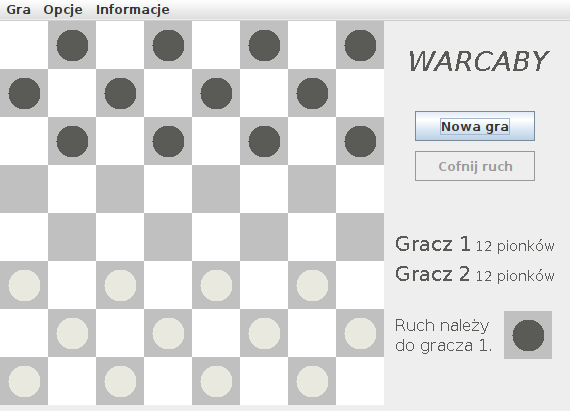 Gra Opcje Informacje
WARCABY
Nowa gra
Cofnij ruch
Gracz 1 12 pionków
Gracz 2 12 pionków
Ruch należy
do gracza 1.